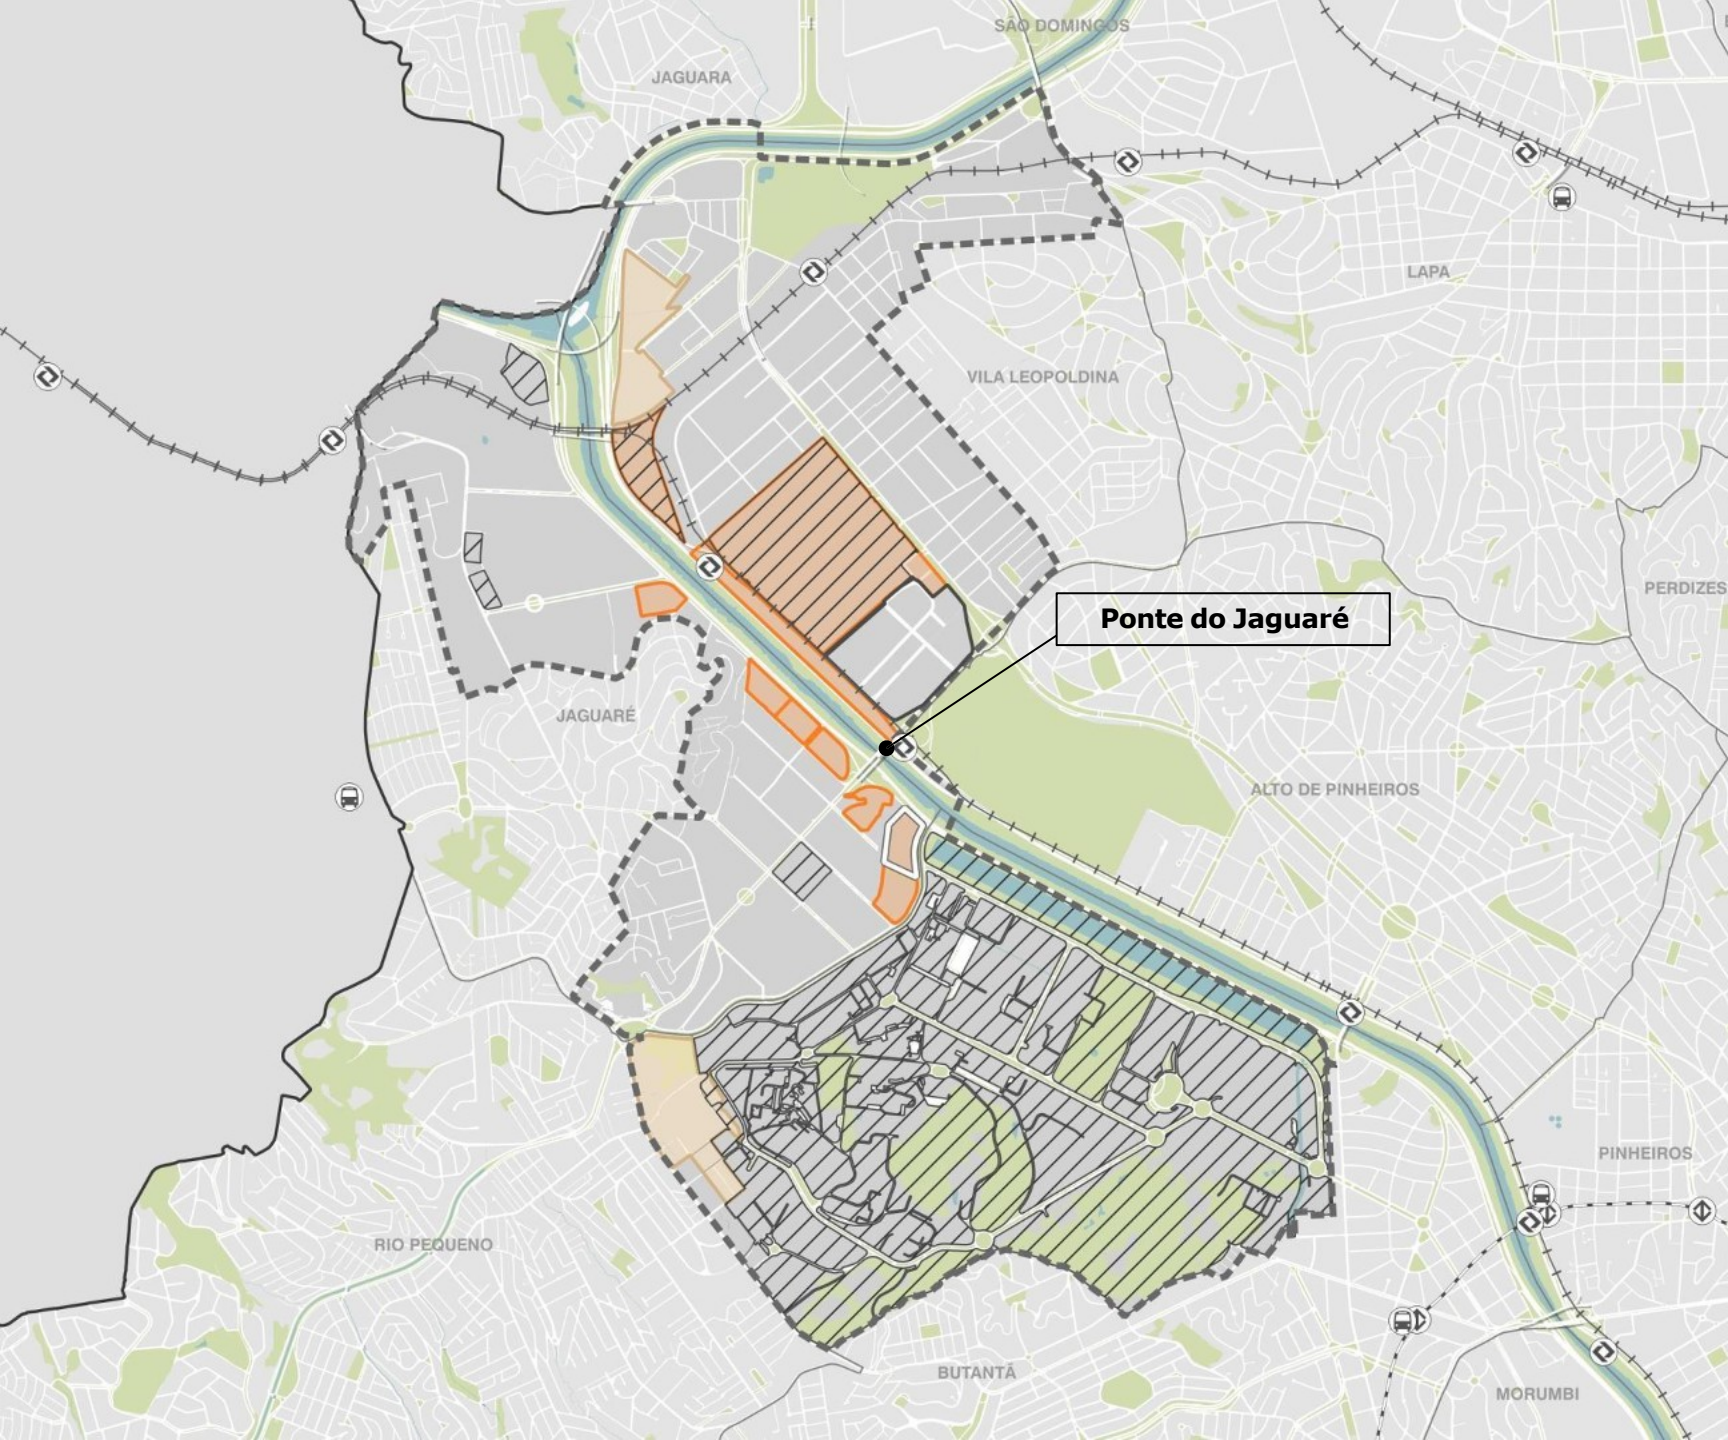 SÃO DOMINGOS
JAGUARA
LAPA
VILA LEOPOLDINA
PERDIZES
Ponte do Jaguaré
JAGUARÉ
ALTO DE PINHEIROS
PINHEIROS
RIO PEQUENO
BUTANTÃ
MORUMBI